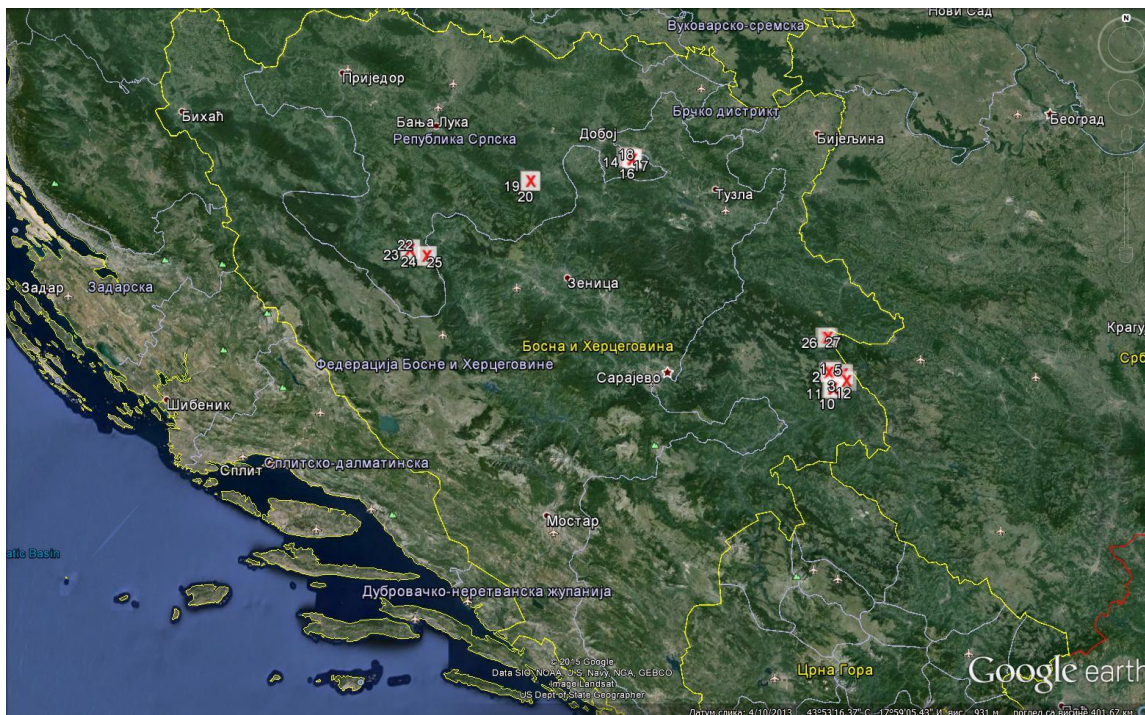 Нови Сад
Вуковарско-сремска
Приједор
Бихаћ
Бања Лука
Република Српска
Добој
Брчко дистрикт
Бијељина
Београд
14
18
17
16
19
20
Тузла
22
23
24
25
Зеница
Задар
Задарска
Босна и Херцеговина
Федерација Босне и Херцеговине
Сарајево
26
27
1
5
2
3
11
12
10
Шибеник
Сплит
Сплитско-далматинска
Мостар
Дубровачко-неретванска жупанија
Црна Гора
© 2015 Google
Data SIO, NOAA, U.S. Navy, NGA, GEBCO
Image Landsat
US Dept of State Geographer
Google earth